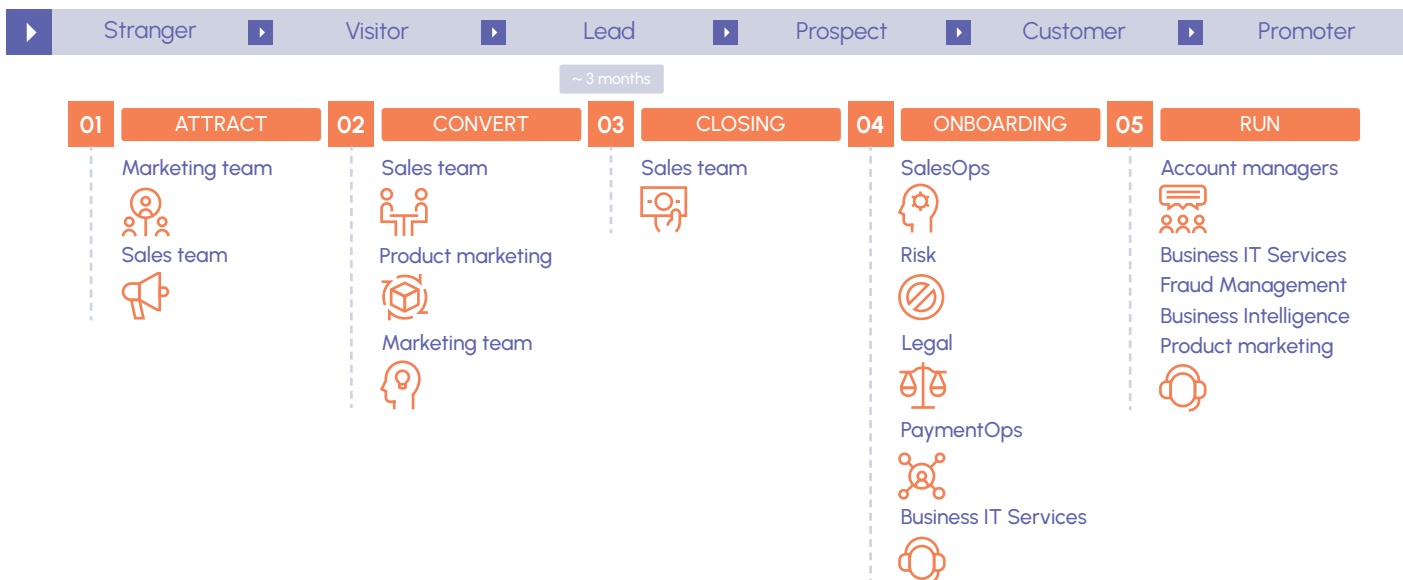 Stranger Visitor Lead Prospect Customer Promoter
~ 3 months
01 ATTRACT
Marketing team
Sales team
02 CONVERT
Sales team
Product marketing
Marketing team
03 CLOSING
Sales team
04 ONBOARDING
SalesOps
Risk
Legal
PaymentOps
Business IT Services
05 RUN
Account managers
Business IT Services
Fraud Management
Business Intelligence
Product marketing